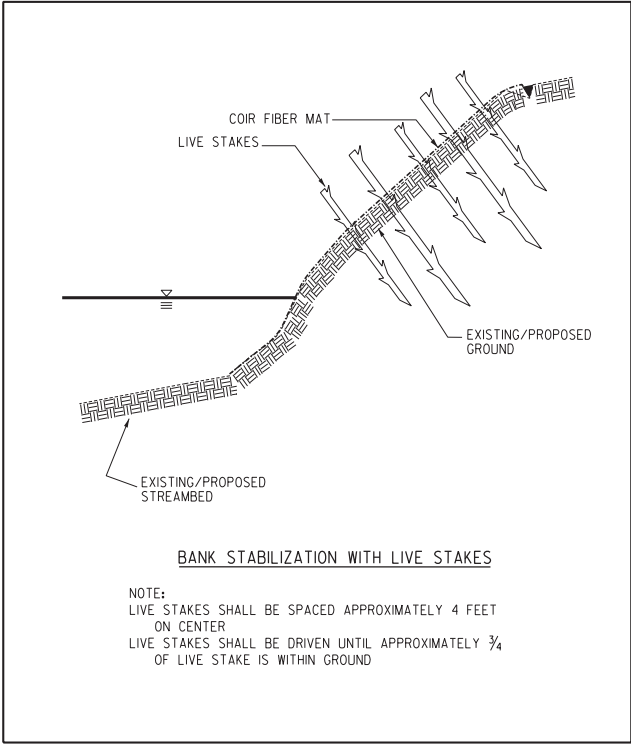 COIR FIBER MAT
LIVE STAKES
EXISTING/PROPOSED
GROUND
EXISTING/PROPOSED
STREAMBED
BANK STABILIZATION WITH LIVE STAKES
NOTE:
LIVE STAKES SHALL BE SPACED APPROXIMATELY 4 FEET
ON CENTER
LIVE STAKES SHALL BE DRIVEN UNTIL APPROXIMATELY 3/4
OF LIVE STAKE IS WITHIN GROUND